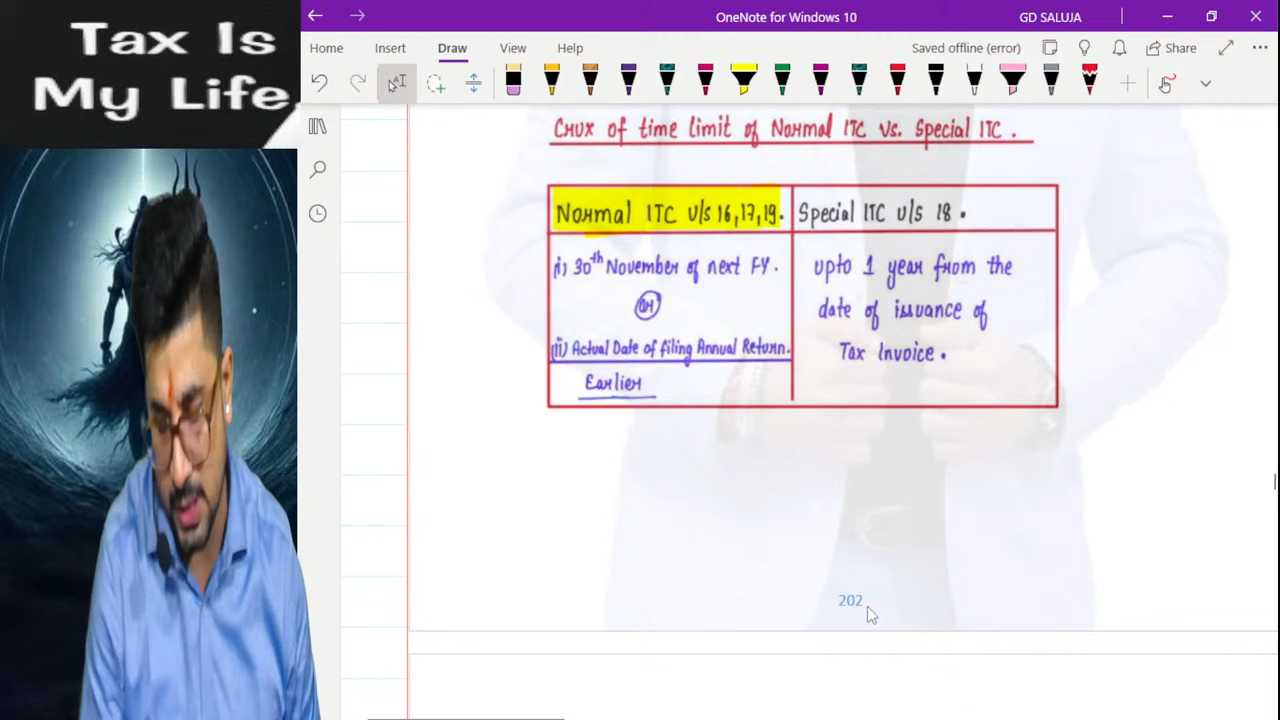 Tax Is
My Life
OneNote for Windows 10
GD SALUJA
Home
Insert
Draw
View
Help
Saved offline (error)
Share
Crux of time limit of Normal ITC Vs. Special ITC.
Normal ITC U/s 16,17,19.
Special ITC U/s 18.
(i) 30th November of next FY.
or
(ii) Actual Date of filing Annual Return.
Earlier
upto 1 year from the
date of issuance of
Tax Invoice.
202